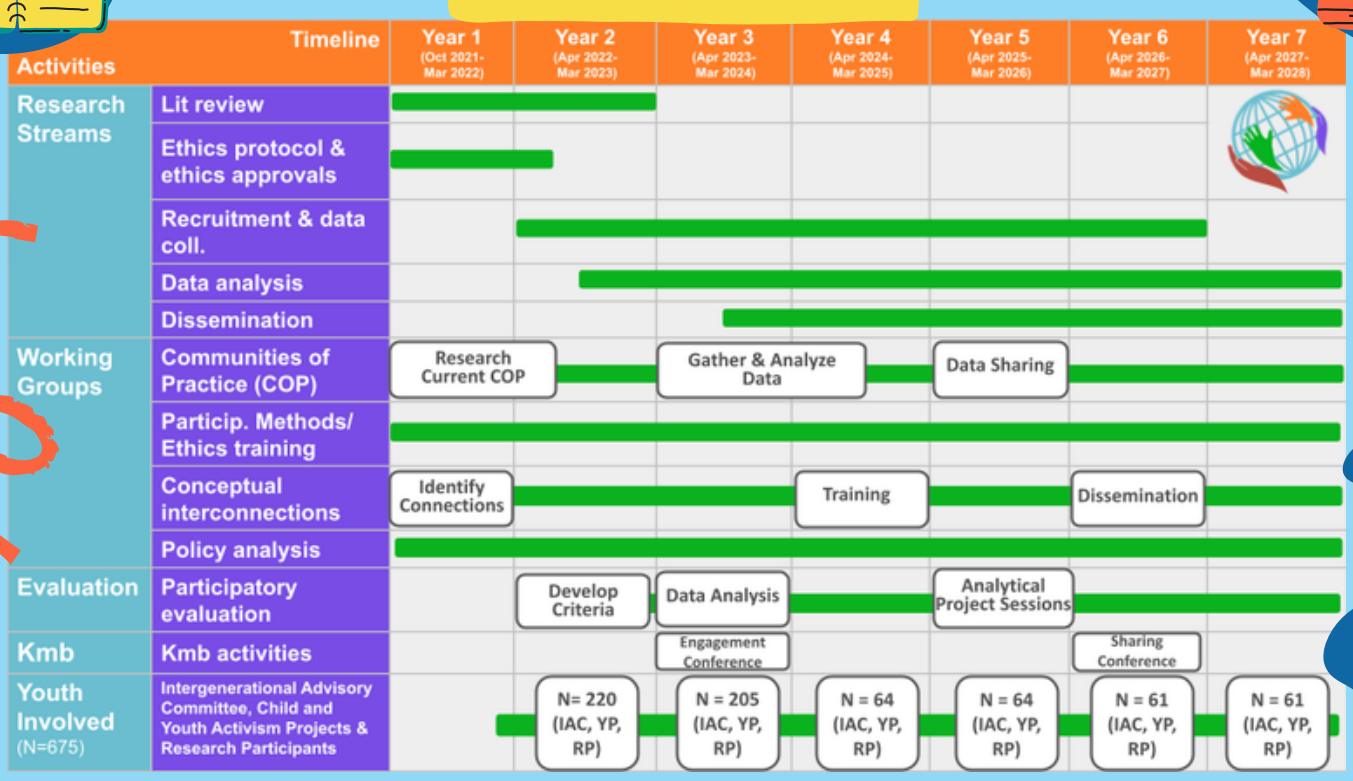 Timeline
Activities
Year 1
(Oct 2021-
Mar 2022)
Year 2
(Apr 2022-
Mar 2023)
Year 3
(Apr 2023-
Mar 2024)
Year 4
(Apr 2024-
Mar 2025)
Year 5
(Apr 2025-
Mar 2026)
Year 6
(Apr 2026-
Mar 2027)
Year 7
(Apr 2027-
Mar 2028)
Research
Streams
Lit review
Ethics protocol &
ethics approvals
Recruitment & data
coll.
Data analysis
Dissemination
Working
Groups
Communities of
Practice (COP)
Research
Current COP
Gather & Analyze
Data
Data Sharing
Particip. Methods/
Ethics training
Conceptual
interconnections
Identify
Connections
Training
Dissemination
Policy analysis
Evaluation
Participatory
evaluation
Develop
Criteria
Data Analysis
Analytical
Project Sessions
Kmb
Kmb activities
Engagement
Conference
Sharing
Conference
Youth
Involved
(N=675)
Intergenerational Advisory
Committee, Child and
Youth Activism Projects &
Research Participants
N= 220
(IAC, YP,
RP)
N = 205
(IAC, YP,
RP)
N = 64
(IAC, YP,
RP)
N = 64
(IAC, YP,
RP)
N = 61
(IAC, YP,
RP)
N = 61
(IAC, YP,
RP)